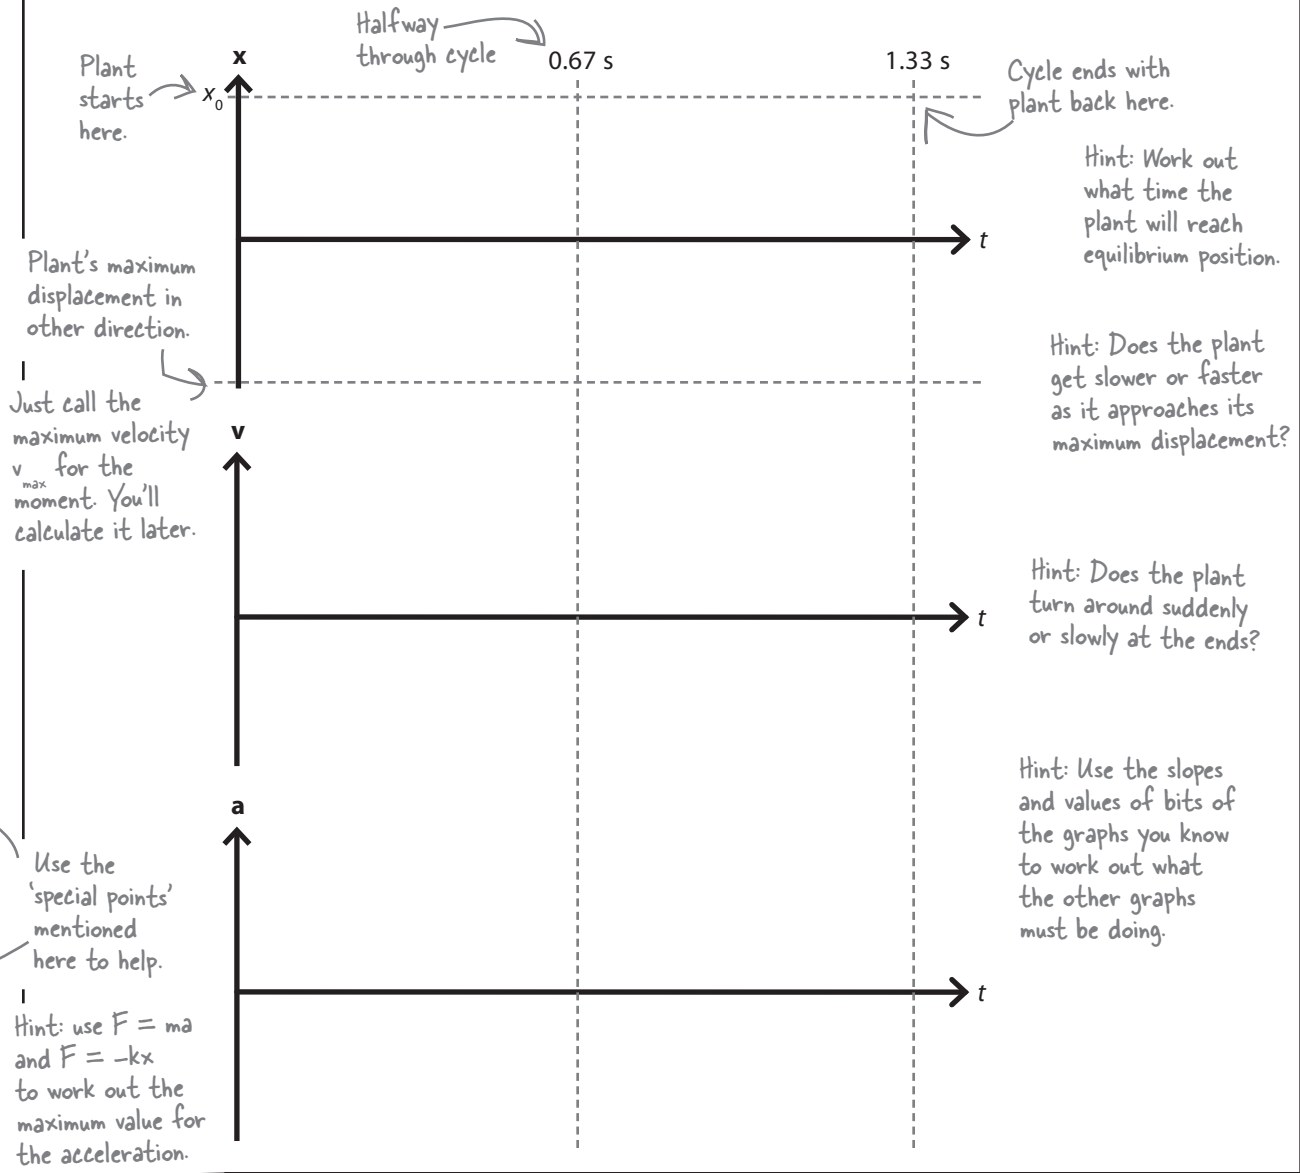 Halfway
through cycle
0.67 s
1.33 s
x
Plant
starts
here.
x0
Cycle ends with
plant back here.
Hint: Work out
what time the
plant will reach
equilibrium position.
t
Plant's maximum
displacement in
other direction.
Hint: Does the plant
get slower or faster
as it approaches its
maximum displacement?
Just call the
maximum velocity
vmax for the
moment. You'll
calculate it later.
v
Hint: Does the plant
turn around suddenly
or slowly at the ends?
t
Hint: Use the slopes
and values of bits of
the graphs you know
to work out what
the other graphs
must be doing.
a
Use the
'special points'
mentioned
here to help.
t
Hint: use F = ma
and F = –kx
to work out the
maximum value for
the acceleration.